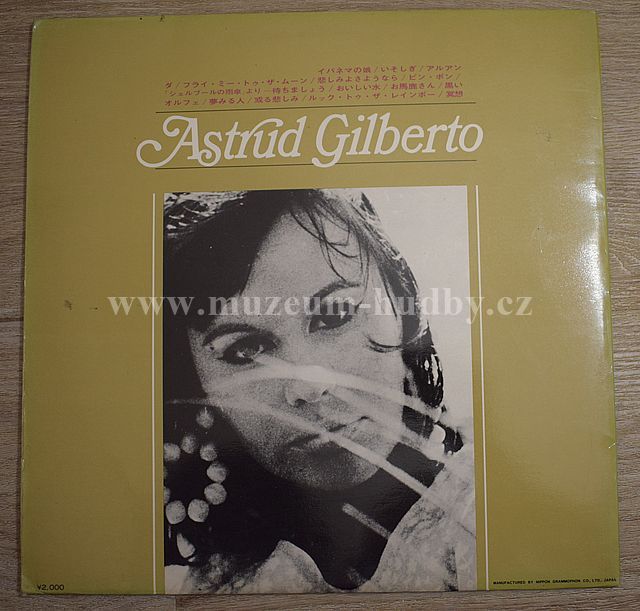 イパネマの娘/いそしぎ/アルアン
ダ/フライ・ミー・トゥ・ザ・ムーン/悲しみよさようなら/ビン・ボン/
「シェルブールの雨傘」より―待ちましょう/おいしい水/お馬鹿さん/黒い
オルフェ/夢みる人/或る悲しみ/ルック・トゥ・ザ・レインボー/冥想
Astrud Gilberto
www.muzeum-hudby.cz
¥2,000
MANUFACTURED BY NIPPON GRAMMOPHON CO., LTD., JAPAN